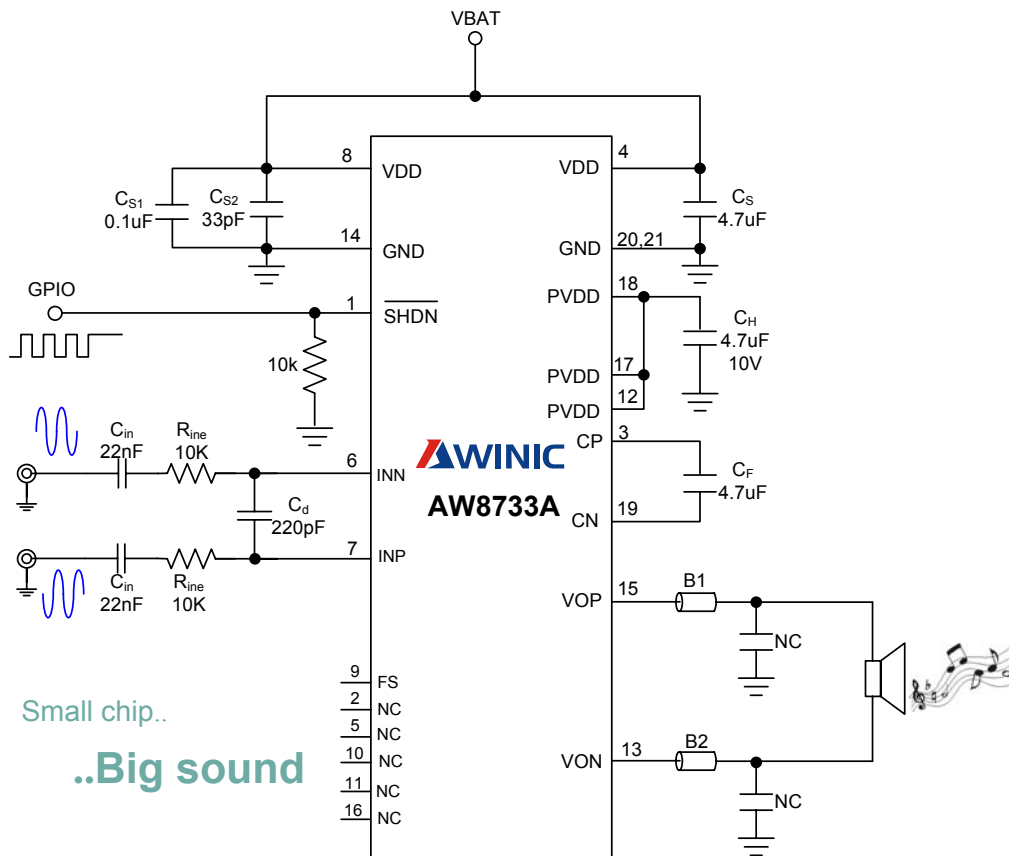 VBAT
8
VDD
VDD
4
CS1
0.1uF
CS2
33pF
CS
4.7uF
14
GND
GND
20,21
GPIO
1
SHDN
10k
PVDD
18
CH
4.7uF
10V
PVDD
17
PVDD
12
Cin
22nF
Rine
10K
6
INN
AWINIC
AW8733A
CP
3
CF
4.7uF
CN
19
Cd
220pF
7
INP
Cin
22nF
Rine
10K
VOP
15
B1
NC
9
FS
2
NC
5
NC
10
NC
11
NC
16
NC
Small chip..
..Big sound
VON
13
B2
NC